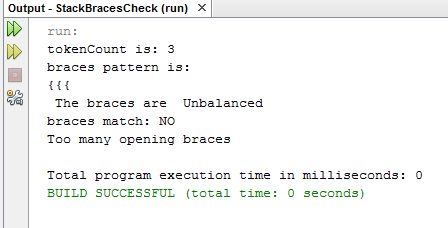 Output - StackBracesCheck (run) ×
run:
tokenCount is: 3
braces pattern is:
{{{
 The braces are  Unbalanced
braces match: NO
Too many opening braces

Total program execution time in milliseconds: 0
BUILD SUCCESSFUL (total time: 0 seconds)